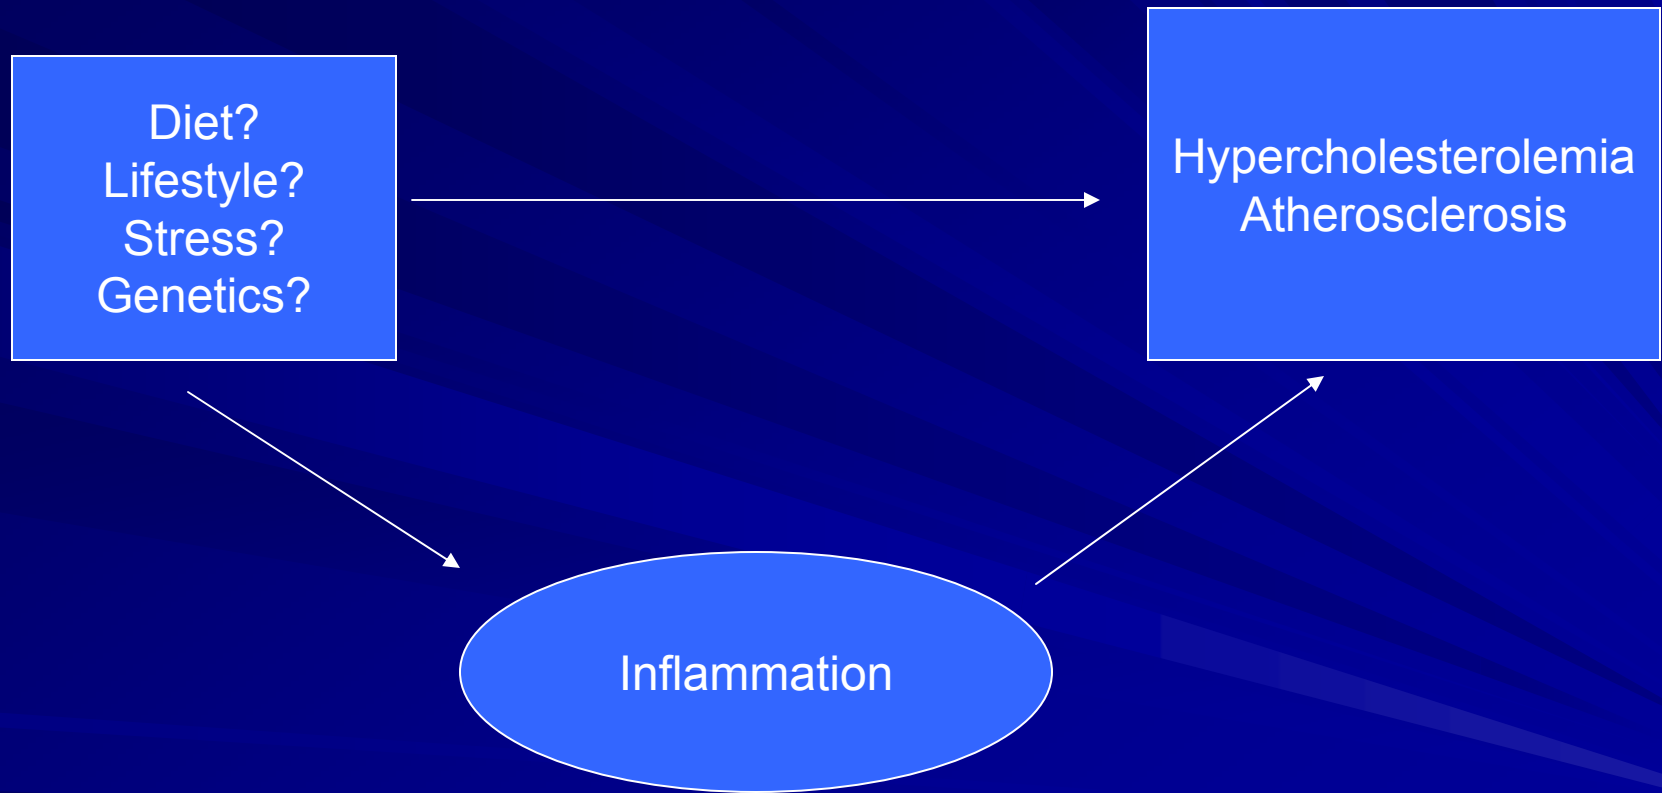 Diet?
Lifestyle?
Stress?
Genetics?
Hypercholesterolemia
Atherosclerosis
Inflammation